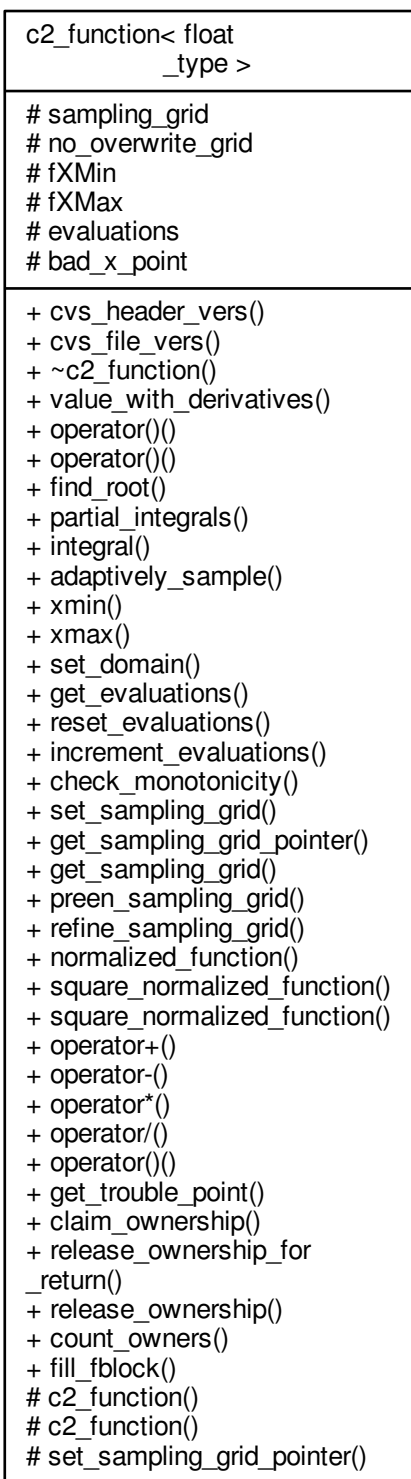 c2_function< float
_type >
# sampling_grid
# no_overwrite_grid
# fXMin
# fXMax
# evaluations
# bad_x_point
+ cvs_header_vers()
+ cvs_file_vers()
+ ~c2_function()
+ value_with_derivatives()
+ operator()()
+ operator()()
+ find_root()
+ partial_integrals()
+ integral()
+ adaptively_sample()
+ xmin()
+ xmax()
+ set_domain()
+ get_evaluations()
+ reset_evaluations()
+ increment_evaluations()
+ check_monotonicity()
+ set_sampling_grid()
+ get_sampling_grid_pointer()
+ get_sampling_grid()
+ preen_sampling_grid()
+ refine_sampling_grid()
+ normalized_function()
+ square_normalized_function()
+ square_normalized_function()
+ operator+()
+ operator-()
+ operator*()
+ operator/()
+ operator()()
+ get_trouble_point()
+ claim_ownership()
+ release_ownership_for
_return()
+ release_ownership()
+ count_owners()
+ fill_fblock()
# c2_function()
# c2_function()
# set_sampling_grid_pointer()